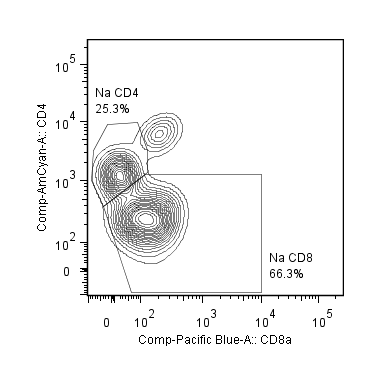 10^5
Na CD4
25.3%
10^4
Comp-AmCyan-A:: CD4
10^3
10^2
Na CD8
0
66.3%
0 10^2 10^3 10^4 10^5
Comp-Pacific Blue-A:: CD8a